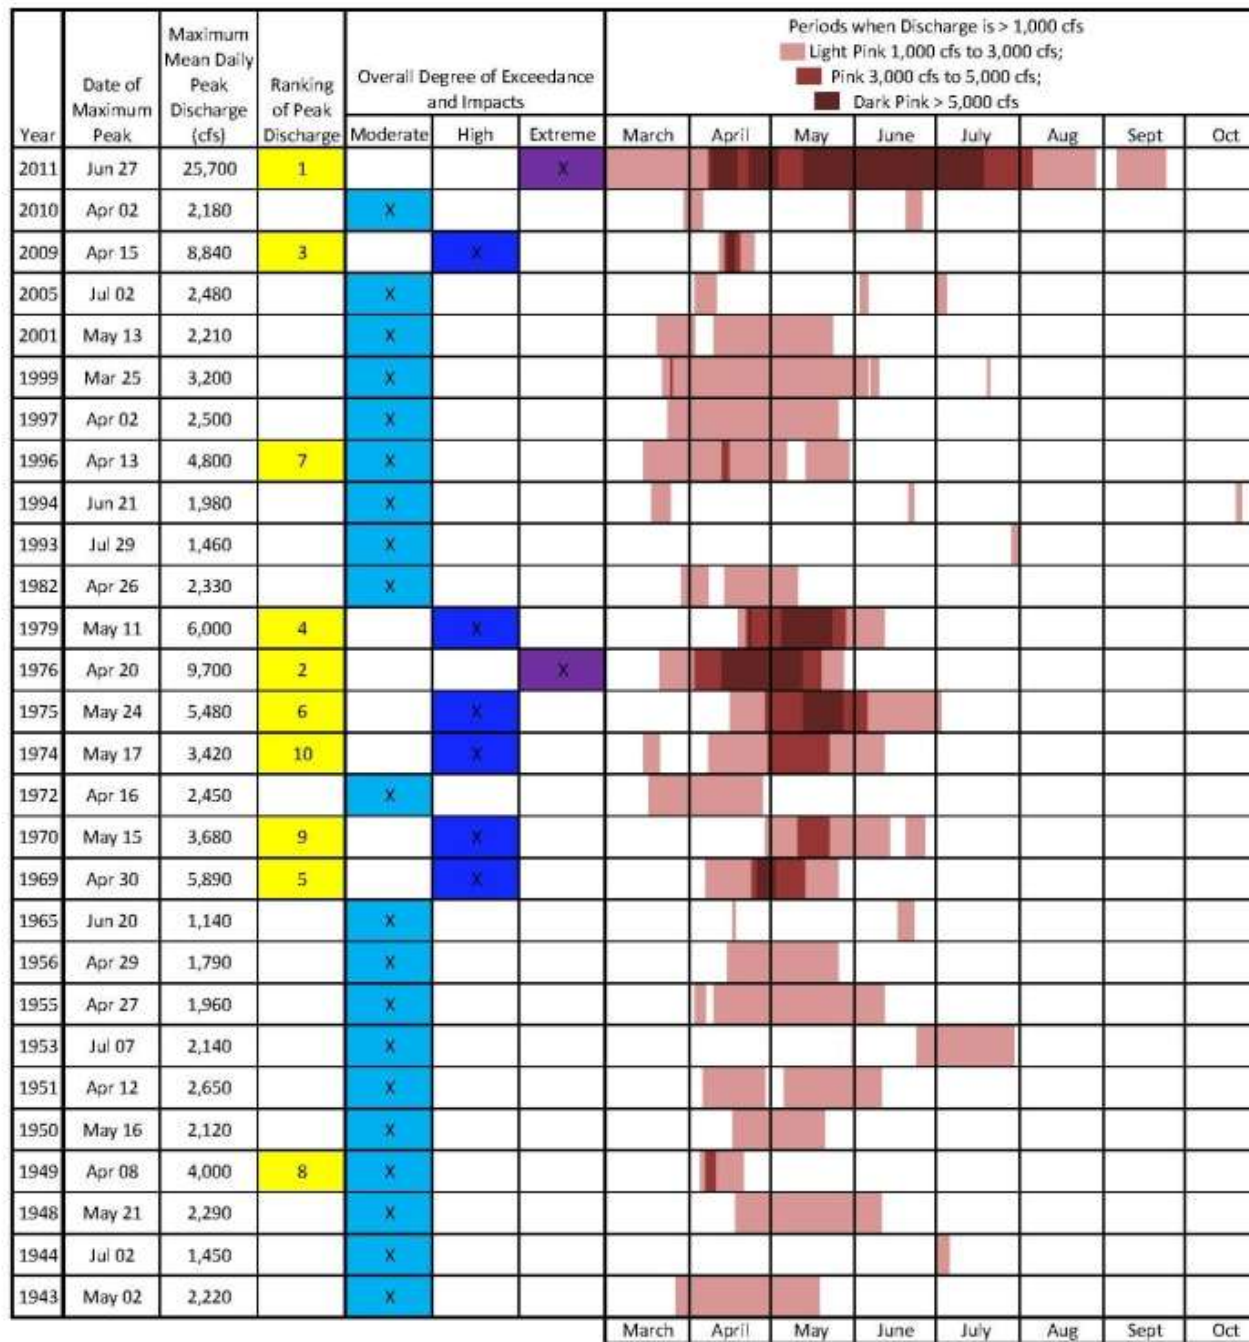 Periods when Discharge is > 1,000 cfs
Light Pink 1,000 cfs to 3,000 cfs;
Pink 3,000 cfs to 5,000 cfs;
Dark Pink > 5,000 cfs
Year
Date of
Maximum
Peak
Maximum
Mean Daily
Peak
Discharge
(cfs)
Ranking
of Peak
Discharge
Overall Degree of Exceedance
and Impacts
Moderate High Extreme March April May June July Aug Sept Oct
2011 Jun 27 25,700 1 X
2010 Apr 02 2,180 X
2009 Apr 15 8,840 3 X
2005 Jul 02 2,480 X
2001 May 13 2,210 X
1999 Mar 25 3,200 X
1997 Apr 02 2,500 X
1996 Apr 13 4,800 7 X
1994 Jun 21 1,980 X
1993 Jul 29 1,460 X
1982 Apr 26 2,330 X
1979 May 11 6,000 4 X
1976 Apr 20 9,700 2 X
1975 May 24 5,480 6 X
1974 May 17 3,420 10 X
1972 Apr 16 2,450 X
1970 May 15 3,680 9 X
1969 Apr 30 5,890 5 X
1965 Jun 20 1,140 X
1956 Apr 29 1,790 X
1955 Apr 27 1,960 X
1953 Jul 07 2,140 X
1951 Apr 12 2,650 X
1950 May 16 2,120 X
1949 Apr 08 4,000 8 X
1948 May 21 2,290 X
1944 Jul 02 1,450 X
1943 May 02 2,220 X
March April May June July Aug Sept Oct